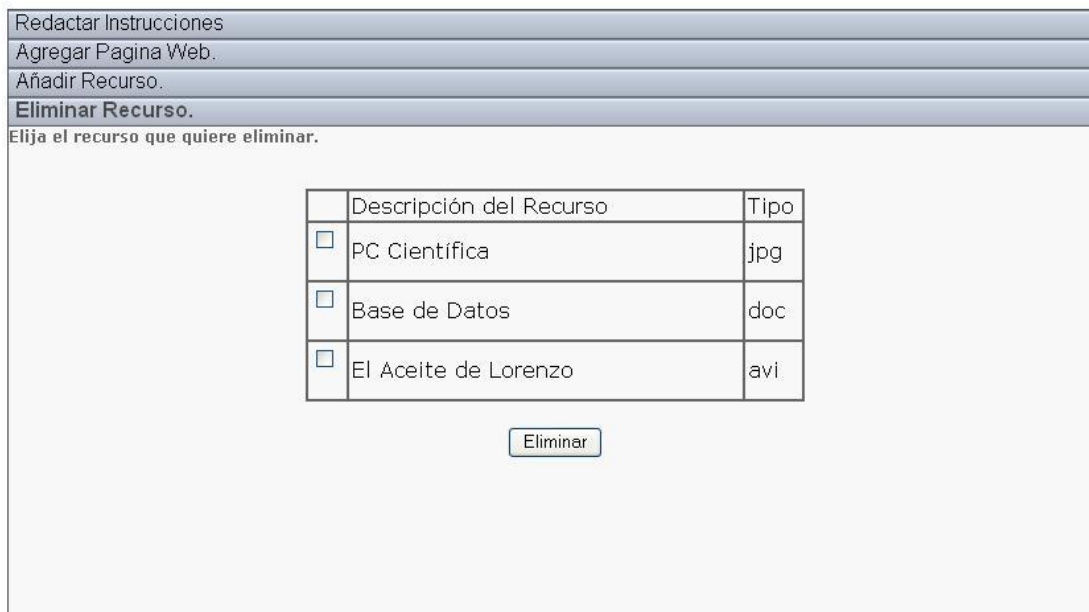 Redactar Instrucciones
Agregar Pagina Web.
Añadir Recurso.
Eliminar Recurso.
Elija el recurso que quiere eliminar.
Descripción del Recurso Tipo
PC Científica jpg
Base de Datos doc
El Aceite de Lorenzo avi
Eliminar